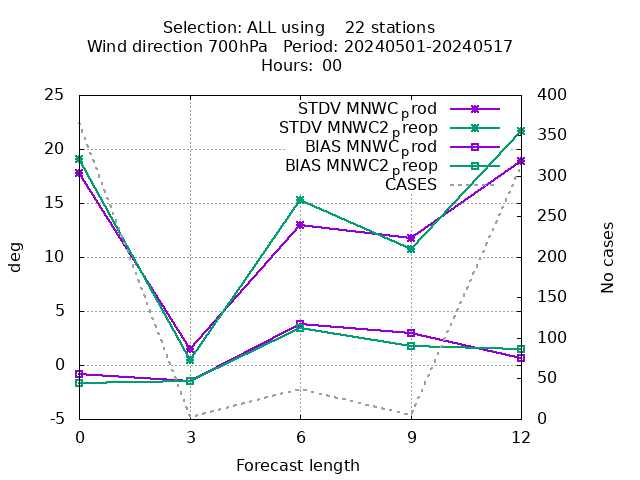 Selection: ALL using    22 stations
Wind direction 700hPa   Period: 20240501-20240517
Hours: 00
25
20
15
10
5
0
-5
deg
STDV MNWC_prod
STDV MNWC2_preop
BIAS MNWC_prod
BIAS MNWC2_preop
CASES
400
350
300
250
200
150
100
50
0
No cases
0 3 6 9 12
Forecast length